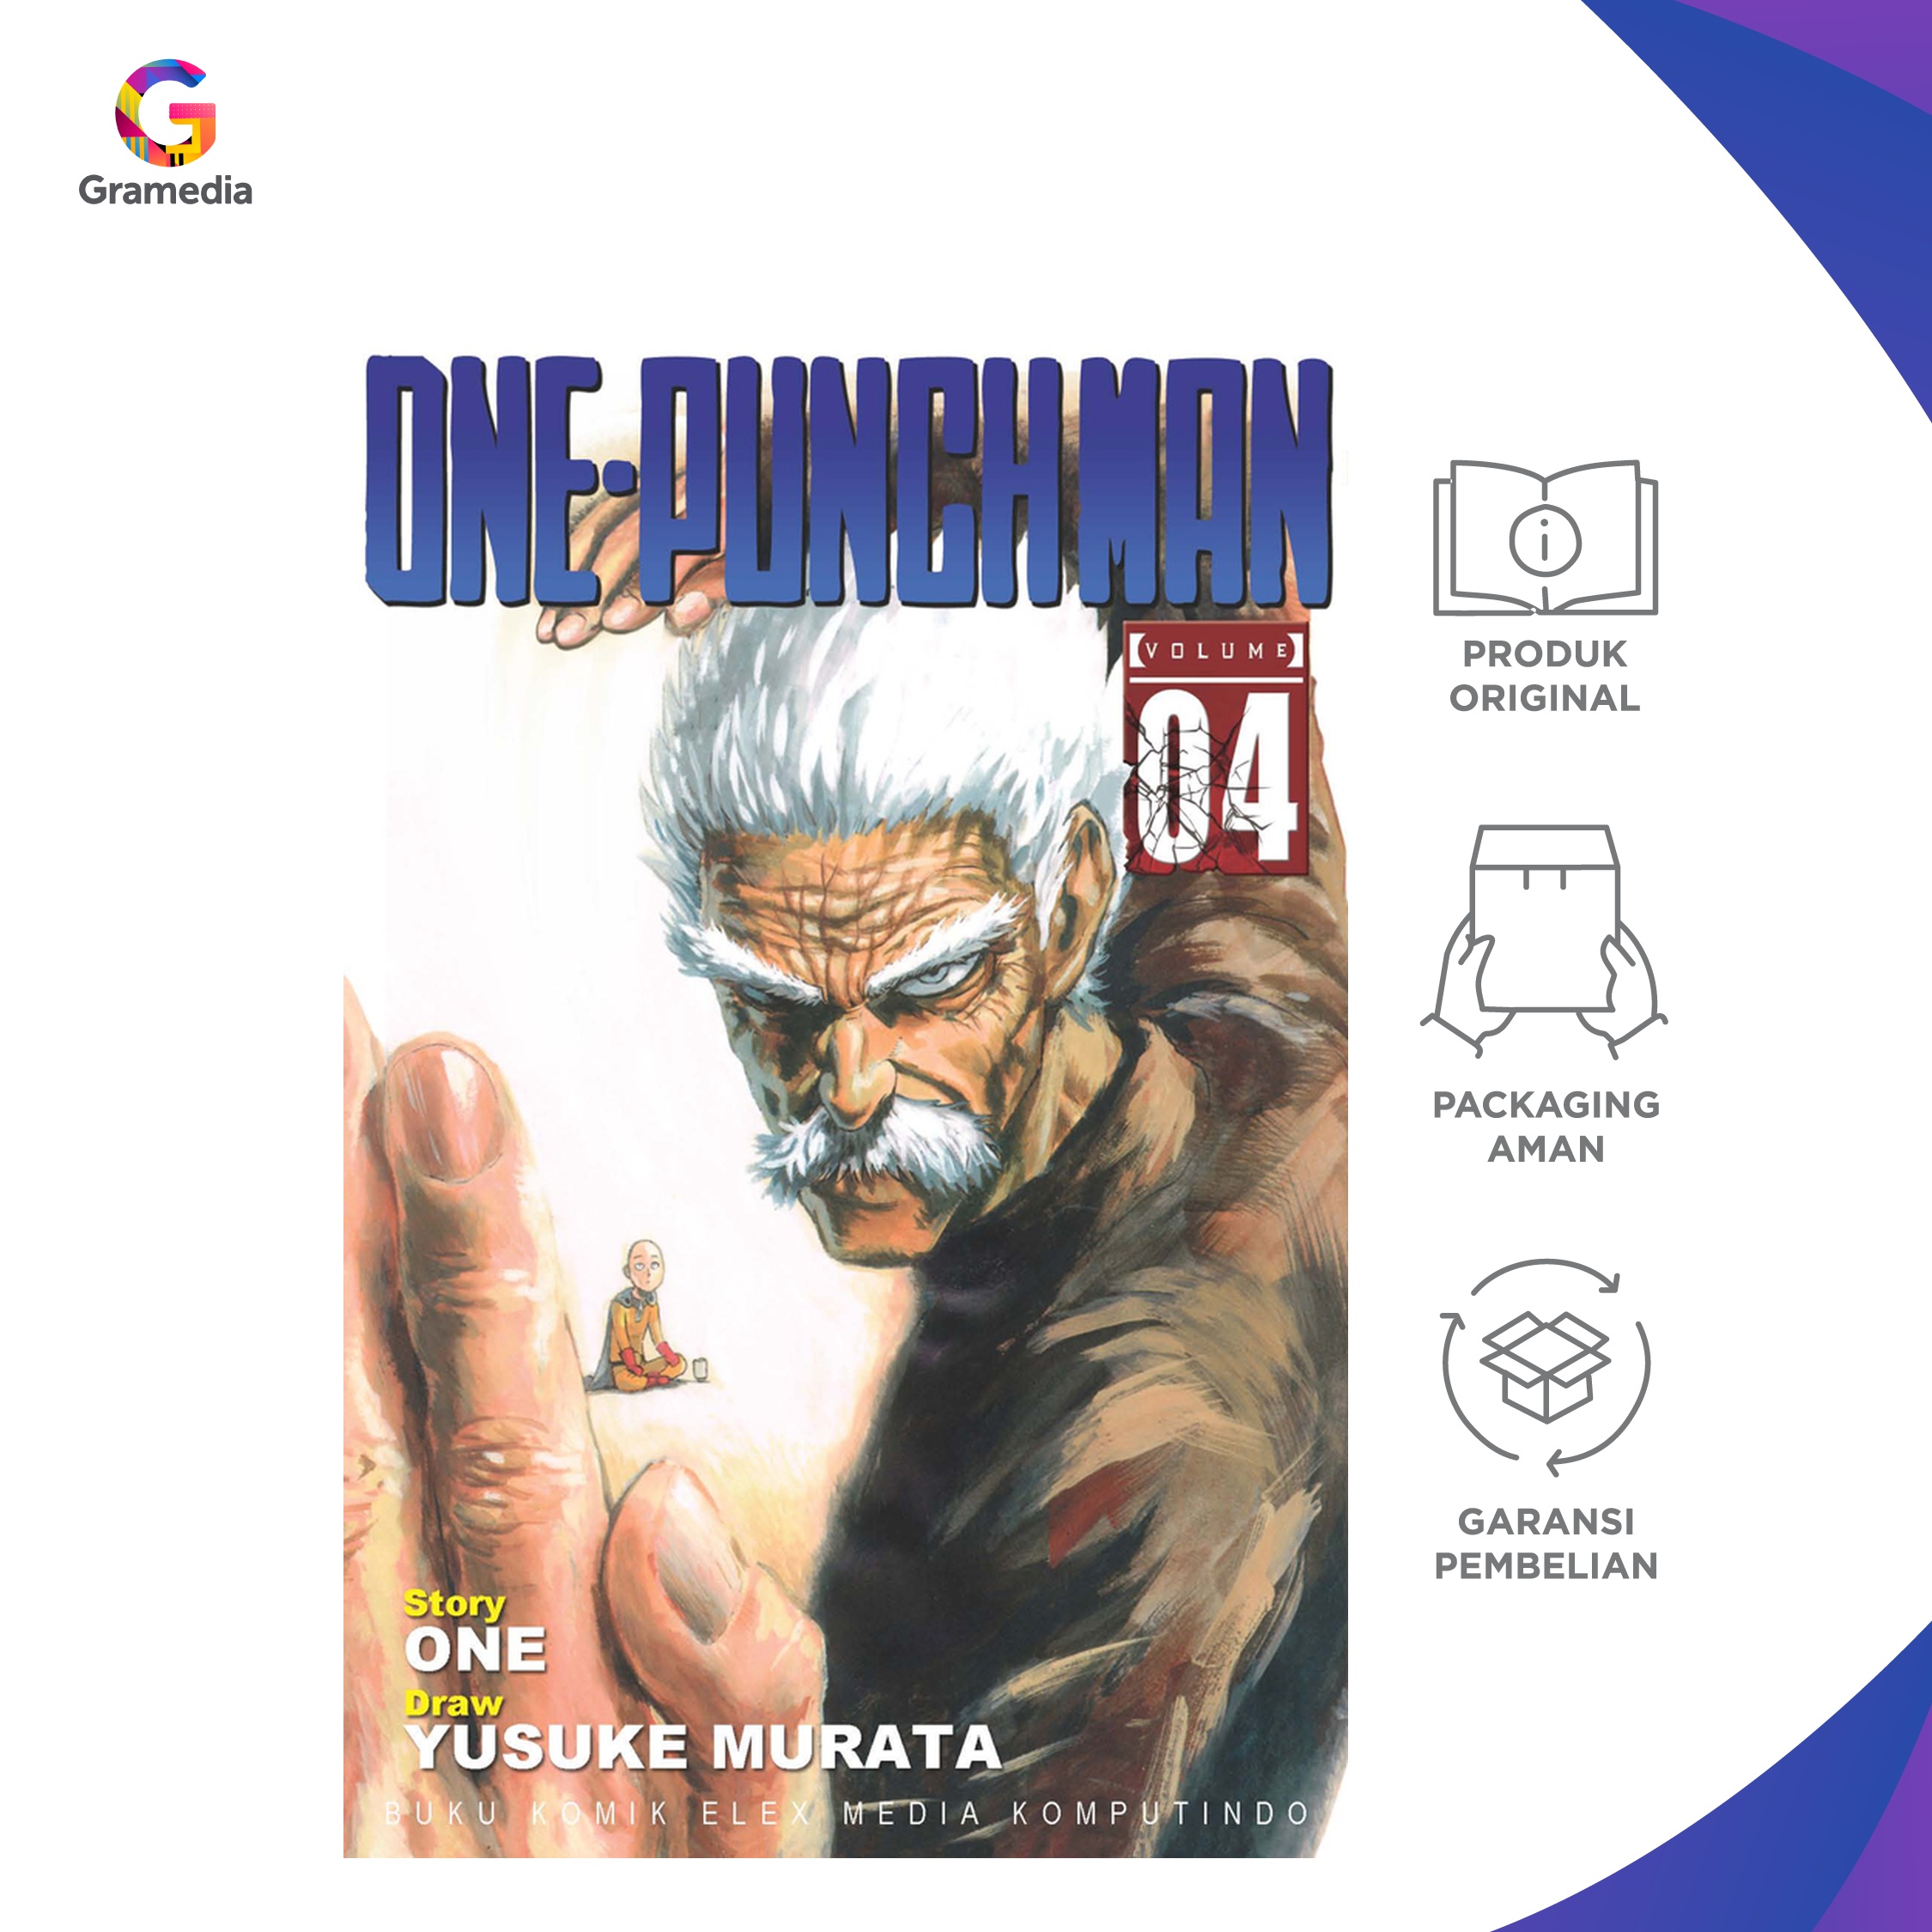 Gramedia
ONE-PUNCH MAN
VOLUME
04
PRODUK
ORIGINAL
PACKAGING
AMAN
GARANSI
PEMBELIAN
Story
ONE
Draw
YUSUKE MURATA
BUKU KOMIK ELEX MEDIA KOMPUTINDO